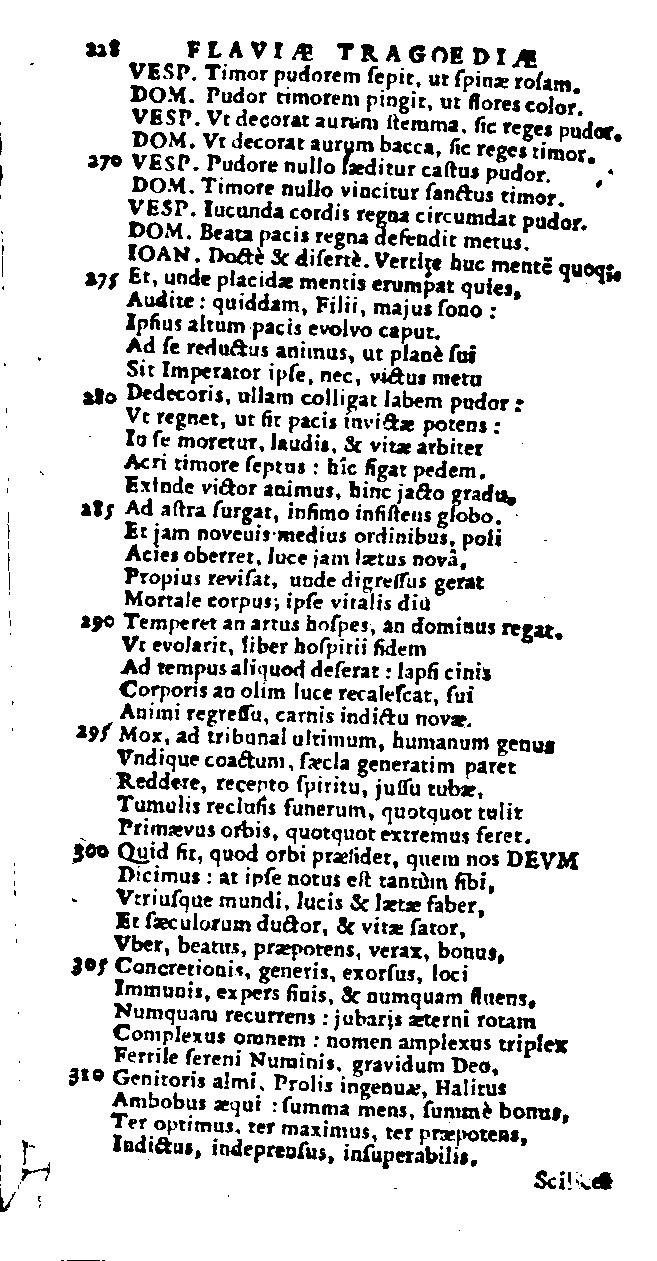 228 FLAVIÆ TRAGOEDIÆ
VESP. Timor pudorem ſepit, ut ſpinæ roſam.
DOM. Pudor timorem pingit, ut flores color.
VESP. Vt decorat aurum ſtemma, ſic reges pudor.
DOM. Vt decorat aurum bacca, ſic reges timor.
270 VESP. Pudore nullo fæditur caſtus pudor.
DOM. Timore nullo vincitur ſanctus timor.
VESP. Iucunda cordis regna circumdat pudor.
DOM. Beata pacis regna defendit metus.
IOAN. Doctè & diſertè. Vertite huc mentē quoq;,
275 Et, unde placidæ mentis erumpat quies,
Audite : quiddam, Filii, majus ſono :
Ipſius altum pacis evolvo caput.
Ad ſe reductus animus, ut planè ſui
Sit Imperator ipſe, nec, victus metu
280 Dedecoris, ullam colligat labem pudor :
Vt regnet, ut ſit pacis invictæ potens :
In ſe moretur, laudis, & vitæ arbiter
Acri timore ſeptus : hîc figat pedem.
Exinde victor animus, hinc jacto gradu,
285 Ad aſtra ſurgat, infimo inſiſtens globo.
Et jam novenis medius ordinibus, poli
Acies oberret, luce jam lætus novâ,
Propius reviſat, unde digreſſus gerat
Mortale corpus; ipſe vitalis diu
290 Temperet an artus hoſpes, an dominus regat.
Vt evolarit, liber hoſpitii fidem
Ad tempus aliquod deſerat : lapſi cinis
Corporis an olim luce recaleſcat, ſui
Animi regreſſu, carnis indictu novæ.
295 Mox, ad tribunal ultimum, humanum genus
Vndique coactum, ſæcla generatim paret
Reddere, recepto ſpiritu, juſſu tubæ,
Tumulis recluſis funerum, quotquot tulit
Primævus orbis, quotquot extremus feret.
300 Quid ſit, quod orbi præſidet, quem nos DEVM
Dicimus : at ipſe notus eſt tantùm ſibi,
Vtriuſque mundi, lucis & lætæ faber,
Et ſæculorum ductor, & vitæ ſator,
Vber, beatus, præpotens, verax, bonus,
305 Concretionis, generis, exorſus, loci
Immunis, expers finis, & numquam fluens,
Numquam recurrens : jubaris æterni rotam
Complexus omnem : nomen amplexus triplex
Fertile ſereni Numinis, gravidum Deo,
310 Genitoris almi, Prolis ingenuæ, Halitus
Ambobus æqui : ſumma mens, ſummè bonus,
Ter optimus, ter maximus, ter præpotens,
Indictus, indeprenſus, inſuperabilis,
Scilicet